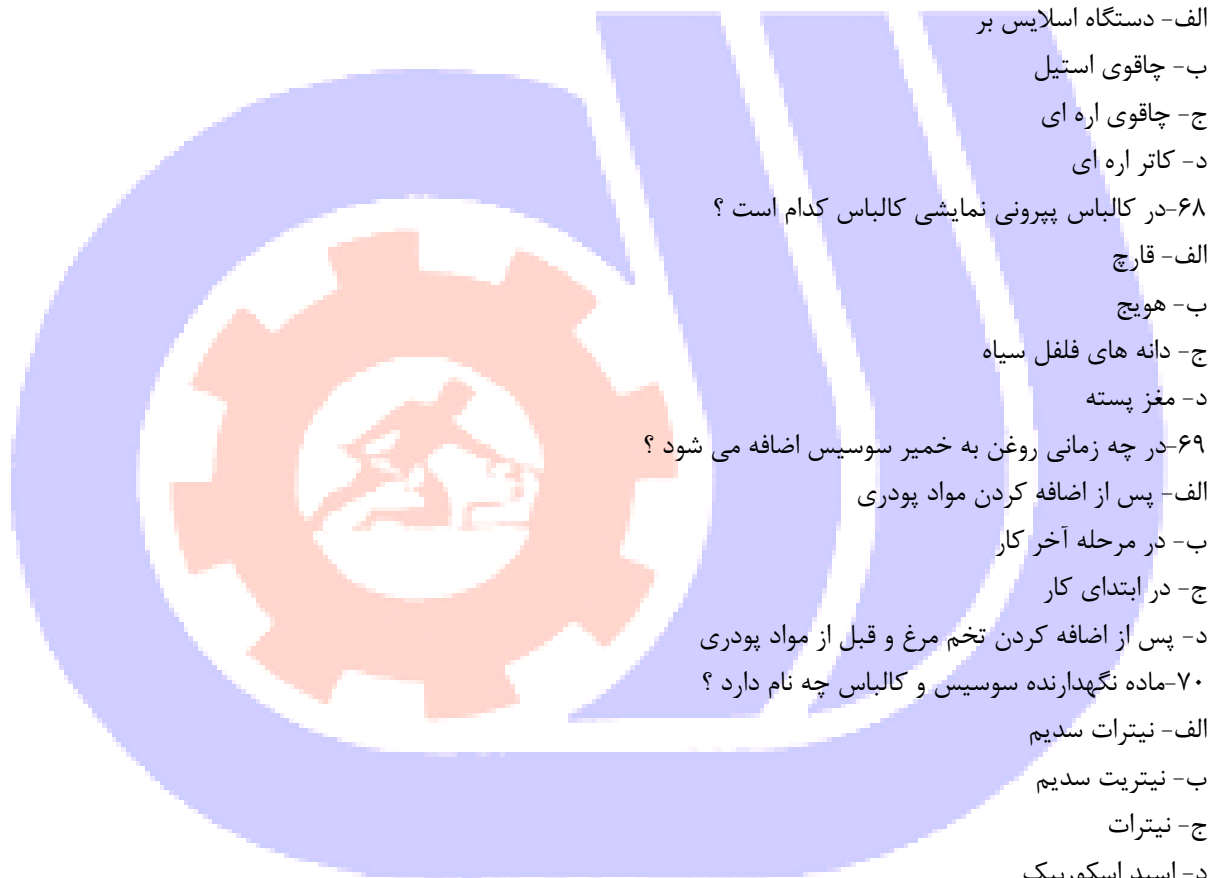 الف- دستگاه اسلایس بر
ب- چاقوی استیل
ج- چاقوی اره ای
د- کاتر اره ای
۶۸-در کالباس پپرونی نمایشی کالباس کدام است ؟
الف- قارچ
ب- هویج
ج- دانه های فلفل سیاه
د- مغز پسته
۶۹-در چه زمانی روغن به خمیر سوسیس اضافه می شود ؟
الف- پس از اضافه کردن مواد پودری
ب- در مرحله آخر کار
ج- در ابتدای کار
د- پس از اضافه کردن تخم مرغ و قبل از مواد پودری
۷۰-ماده نگهدارنده سوسیس و کالباس چه نام دارد ؟
الف- نیترات سدیم
ب- نیتریت سدیم
ج- نیترات
د- اسید اسکوربیک